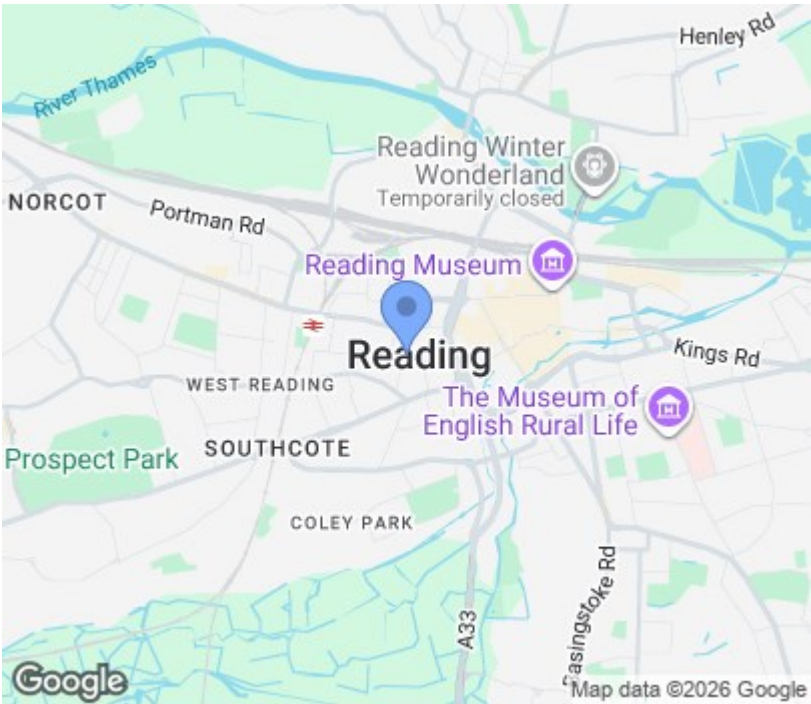 Henley Rd
River Thames
Reading Winter
Wonderland
Temporarily closed
NORCOT
Portman Rd
Reading Museum
Reading
Kings Rd
WEST READING
The Museum of
English Rural Life
SOUTHCOTE
Prospect Park
COLEY PARK
Basingstoke Rd
A33
Google
Map data ©2026 Google